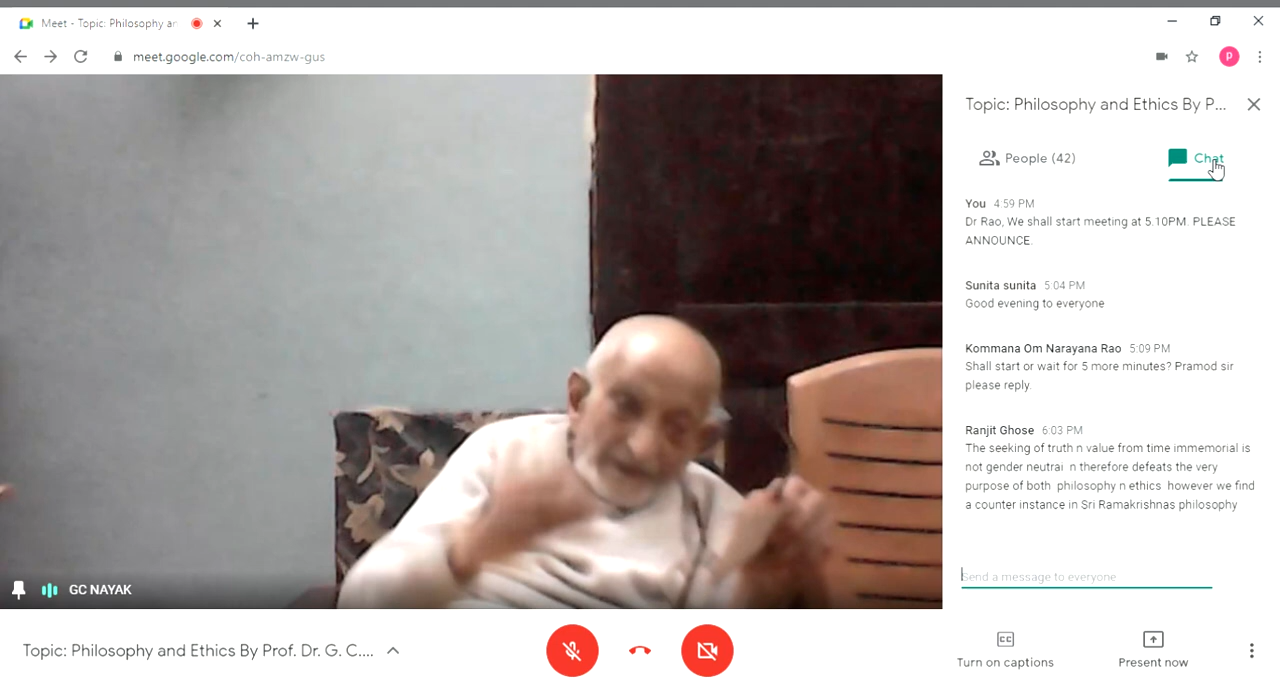 Meet - Topic: Philosophy an
meet.google.com/coh-amzw-gus
P
Topic: Philosophy and Ethics By P...
People (42)
Chat
You 4:59 PM
Dr Rao, We shall start meeting at 5.10PM. PLEASE
ANNOUNCE.
Sunita sunita 5:04 PM
Good evening to everyone
Kommana Om Narayana Rao 5:09 PM
Shall start or wait for 5 more minutes? Pramod sir
please reply.
Ranjit Ghose 6:03 PM
The seeking of truth n value from time immemorial is
not gender neutral n therefore defeats the very
purpose of both philosophy n ethics however we find
a counter instance in Sri Ramakrishnas philosophy
Send a message to everyone
GC NAYAK
Topic: Philosophy and Ethics By Prof. Dr. G. C....
CC
Turn on captions
Present now